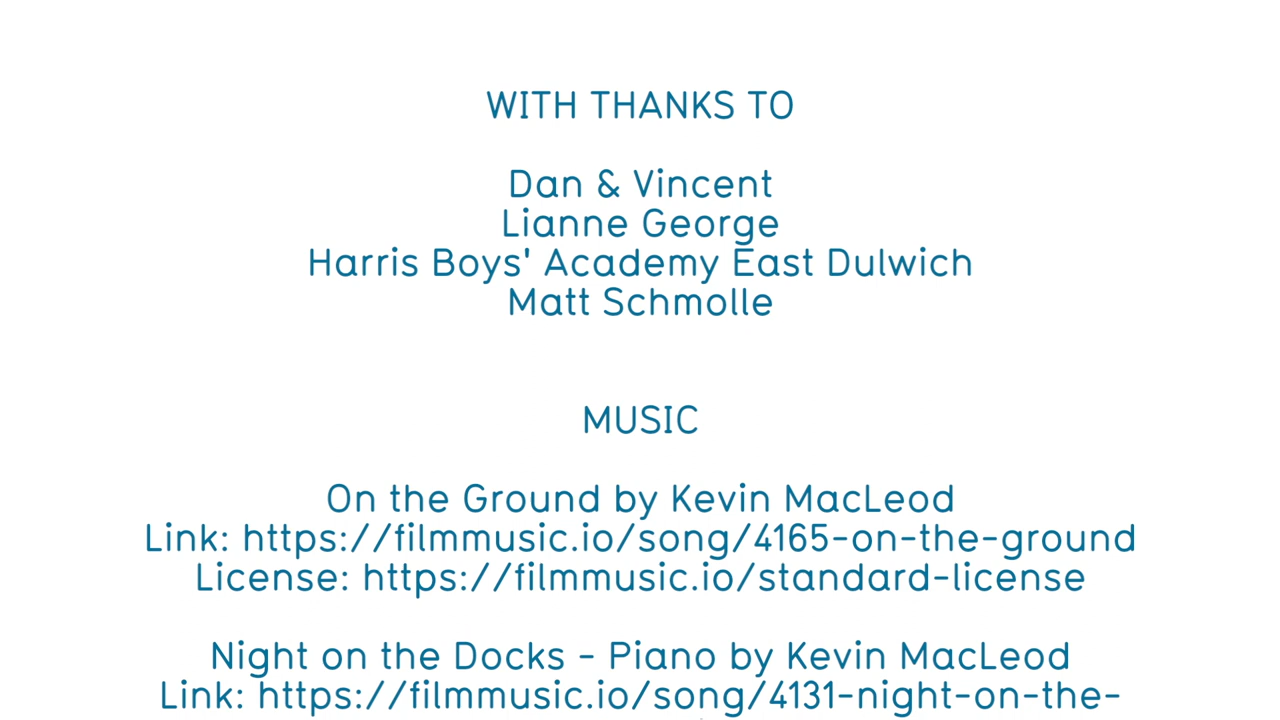 WITH THANKS TO
Dan & Vincent
Lianne George
Harris Boys' Academy East Dulwich
Matt Schmolle
MUSIC
On the Ground by Kevin MacLeod
Link: https://filmmusic.io/song/4165-on-the-ground
License: https://filmmusic.io/standard-license
Night on the Docks - Piano by Kevin MacLeod
Link: https://filmmusic.io/song/4131-night-on-the-